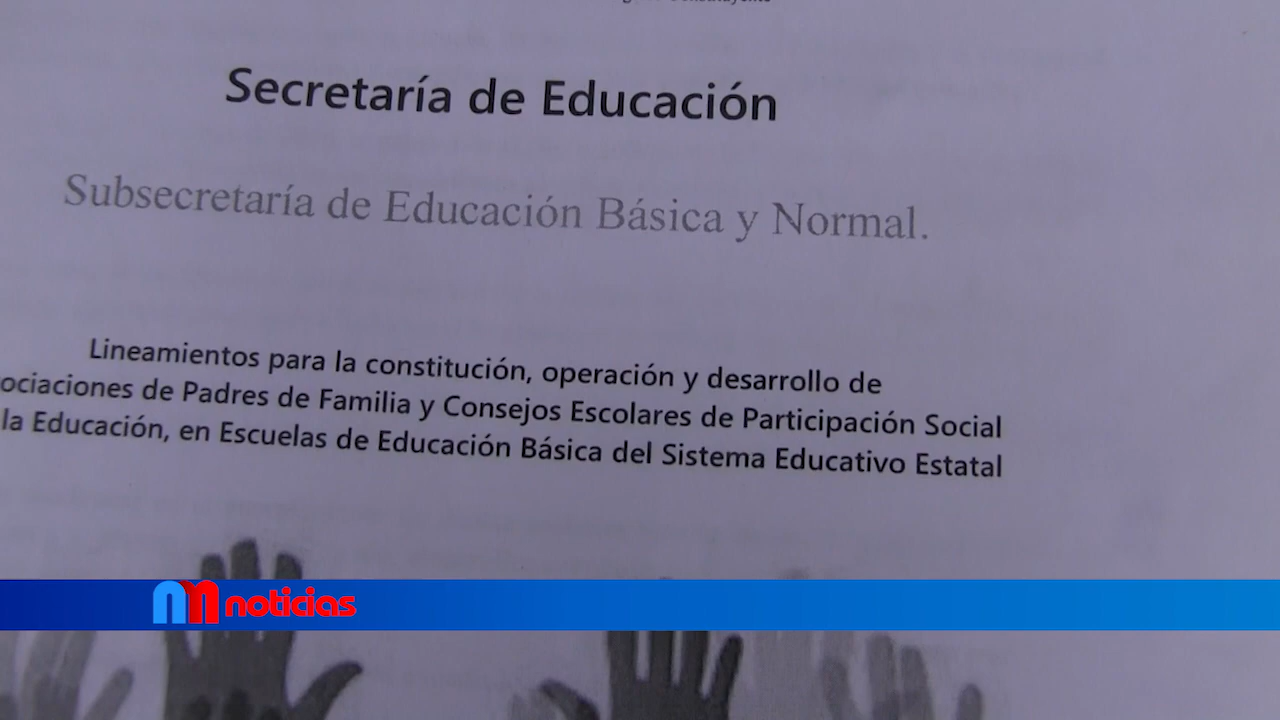 Secretaría de Educación
Subsecretaría de Educación Básica y Normal.
Lineamientos para la constitución, operación y desarrollo de
ociaciones de Padres de Familia y Consejos Escolares de Participación Social
la Educación, en Escuelas de Educación Básica del Sistema Educativo Estatal
noticias